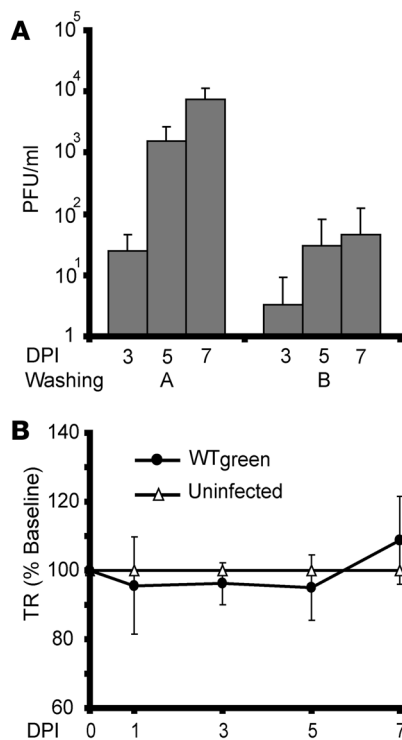 A
10^5
10^4
10^3
10^2
10^1
1
PFU/ml
DPI 3 5 7 3 5 7
Washing A B
B
140
120
100
80
60
TR (% Baseline)
WTgreen
Uninfected
DPI 0 1 3 5 7